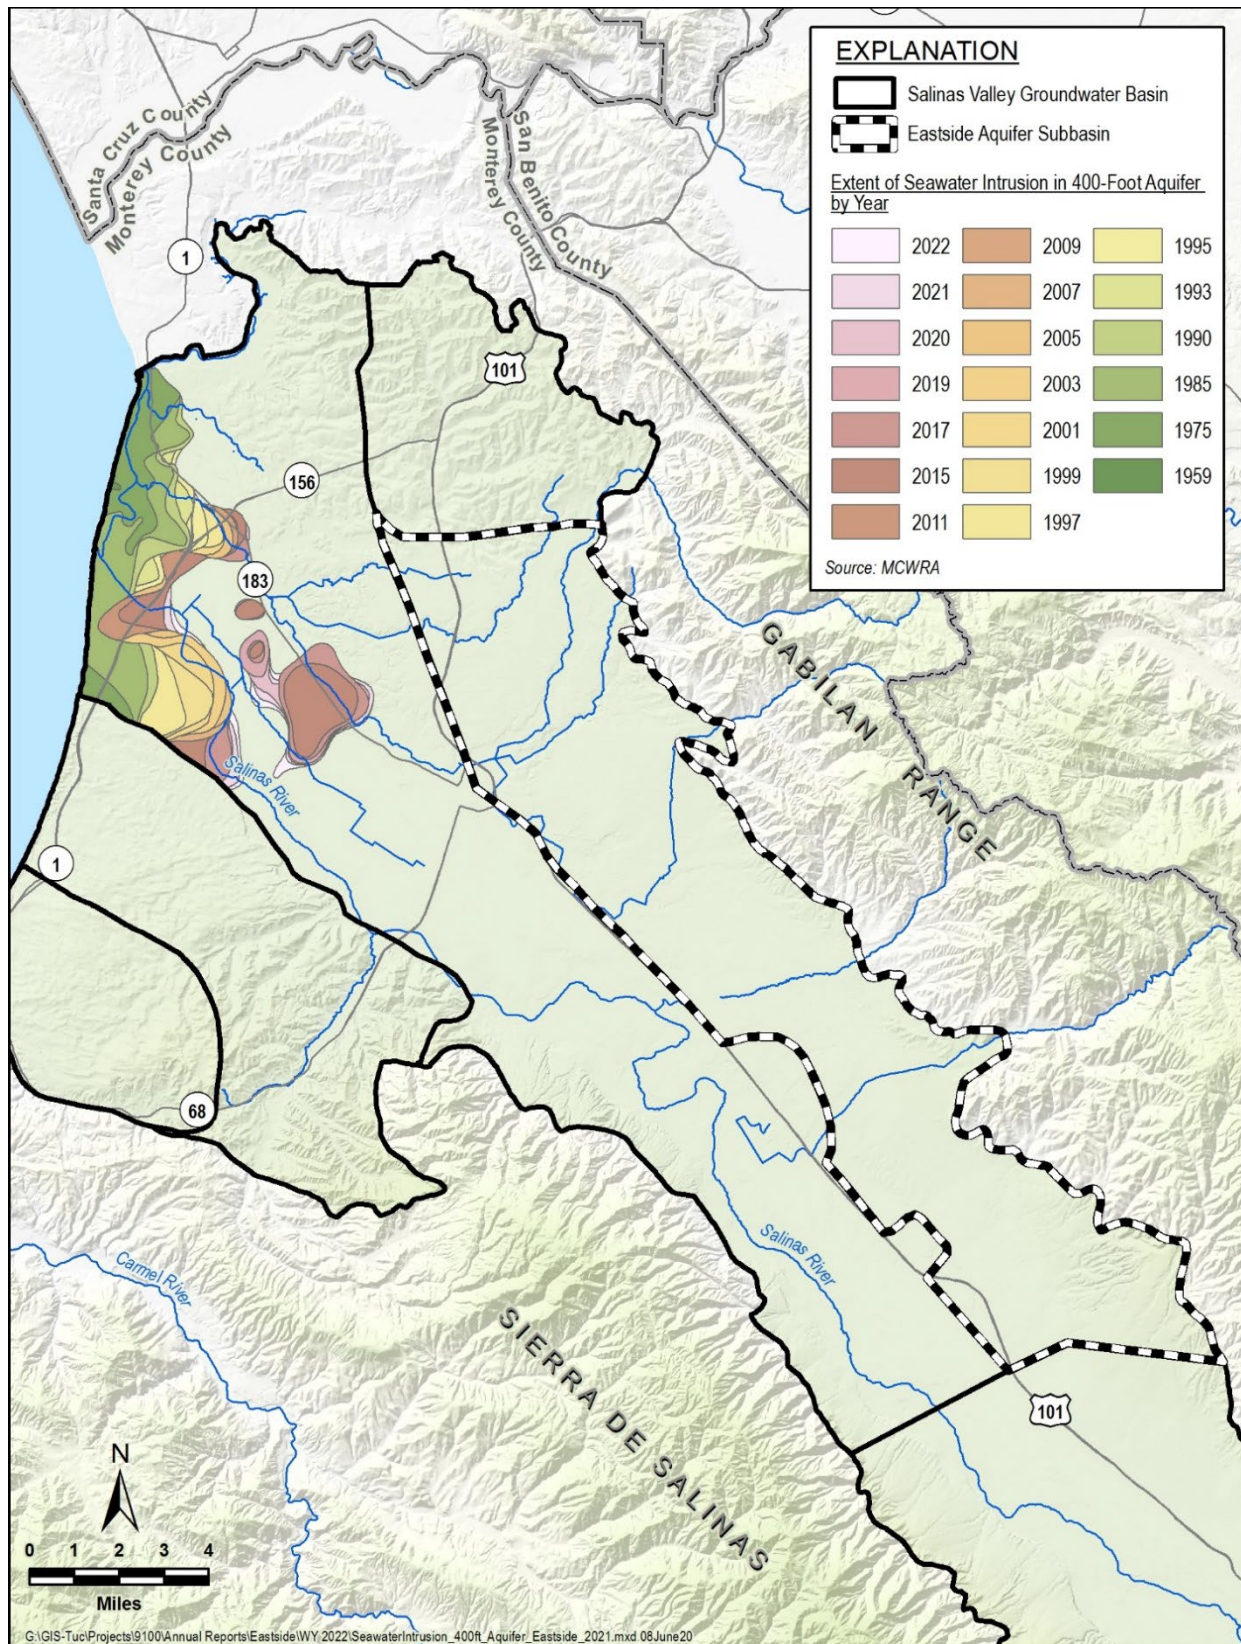 EXPLANATION
Salinas Valley Groundwater Basin
Eastside Aquifer Subbasin
Extent of Seawater Intrusion in 400-Foot Aquifer
by Year
2022
2021
2020
2019
2017
2015
2011
2009
2007
2005
2003
2001
1999
1997
1995
1993
1990
1985
1975
1959
Source: MCWRA
Santa Cruz County
Monterey County
San Benito County
Monterey County
1
101
156
183
GABILAN RANGE
Salinas River
1
68
Salinas River
Carmel River
SIERRA DE SALINAS
101
N
0 1 2 3 4
Miles
G:\GIS-Tuc\Projects\9100\Annual Reports\Eastside\WY 2022\SeawaterIntrusion_400ft_Aquifer_Eastside_2021.mxd 08June20